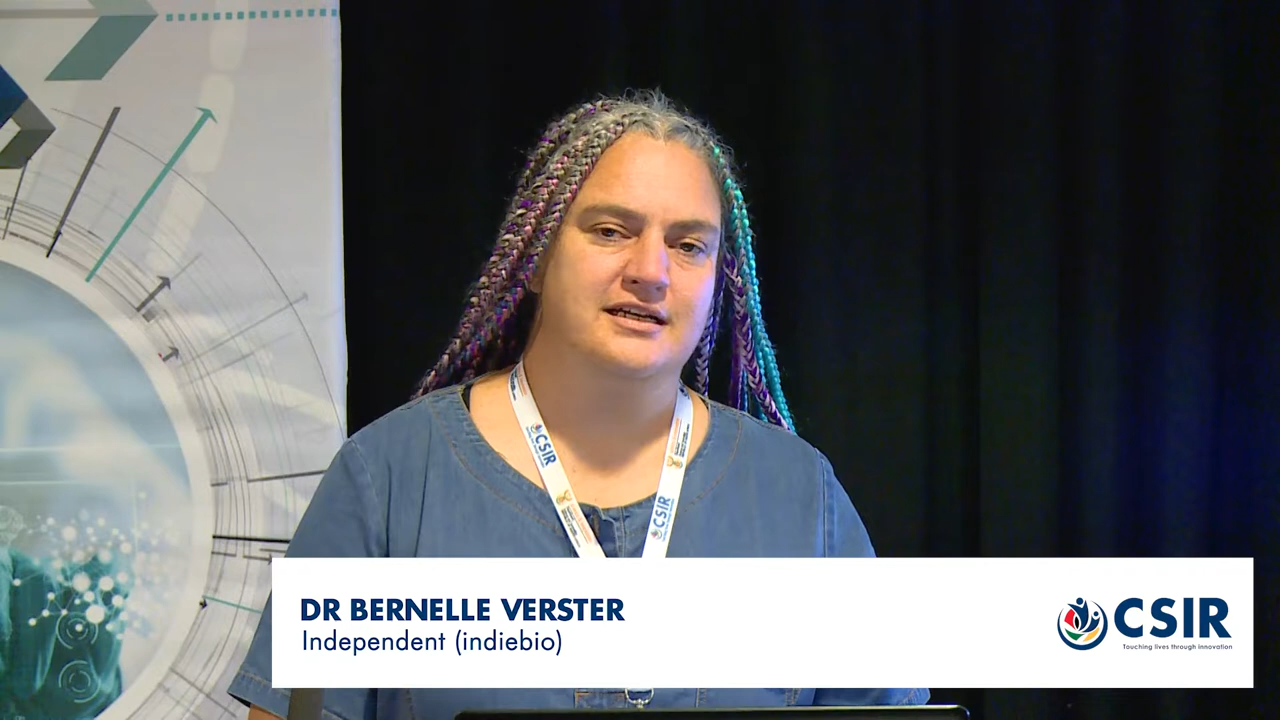 CSIR
CSIR
DR BERNELLE VERSTER
Independent (indiebio)
CSIR
Touching lives through innovation